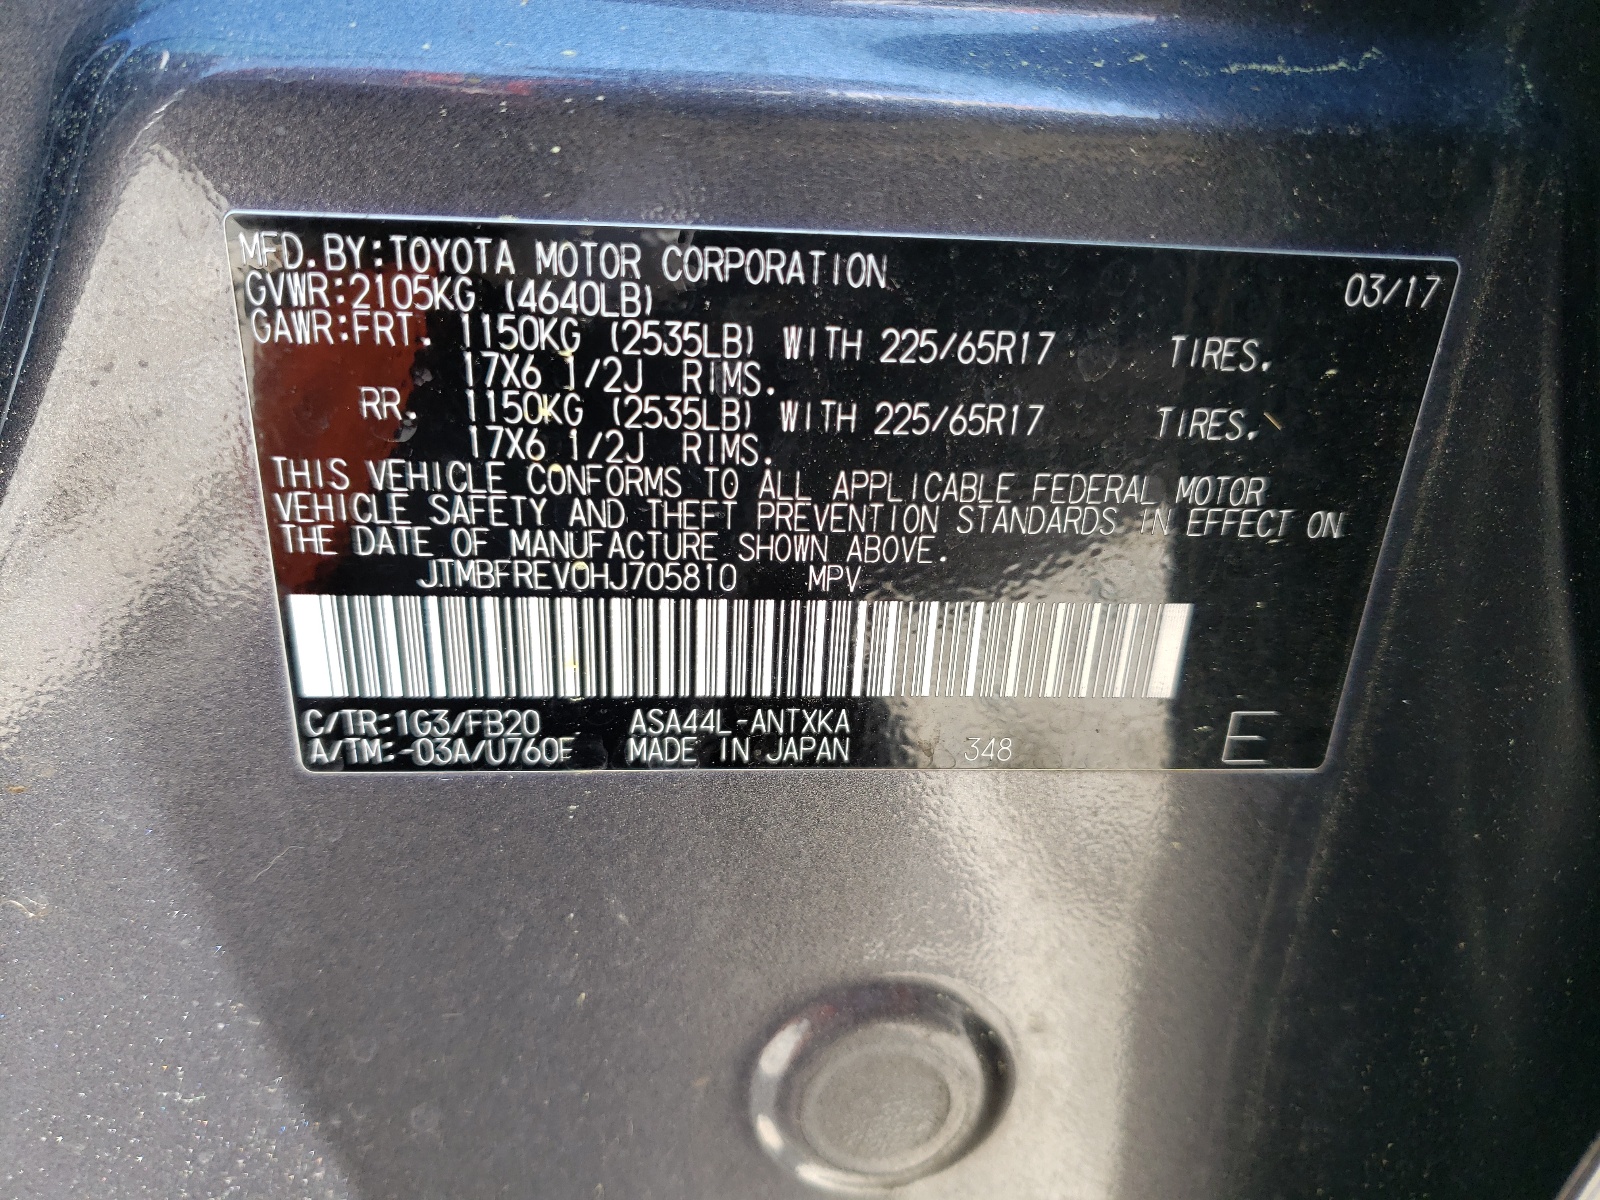 MFD.BY:TOYOTA MOTOR CORPORATION 03/17
GVWR:2105KG (4640LB)
GAWR:FRT. 1150KG (2535LB) WITH 225/65R17 TIRES.
17X6 1/2J RIMS.
RR. 1150KG (2535LB) WITH 225/65R17 TIRES.
17X6 1/2J RIMS.
THIS VEHICLE CONFORMS TO ALL APPLICABLE FEDERAL MOTOR
VEHICLE SAFETY AND THEFT PREVENTION STANDARDS IN EFFECT ON
THE DATE OF MANUFACTURE SHOWN ABOVE.
JTMBFREV0HJ705810 MPV
C/TR:1G3/FB20 ASA44L-ANTXKA
A/TM:-03A/U760F MADE IN JAPAN 348 E